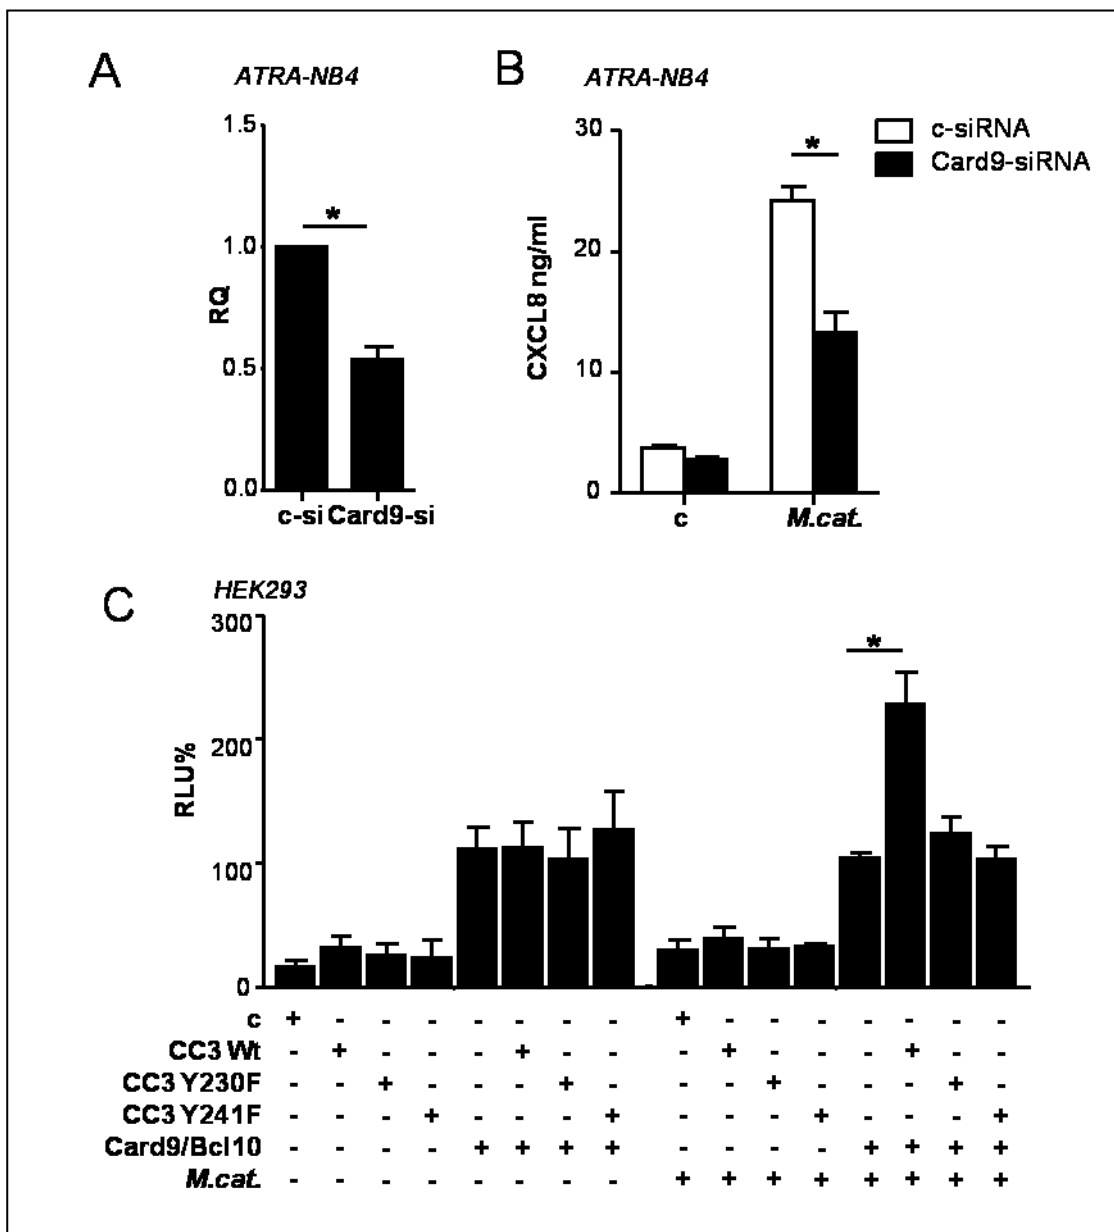 A
ATRA-NB4
1.5
1.0
0.5
0.0
RQ
*
c-si Card9-si
B
ATRA-NB4
30
20
10
0
CXCL8 ng/ml
*
c-siRNA
Card9-siRNA
c
M.cat.
C
HEK293
300
200
100
0
RLU%
*
c + - - - - - - - + - - - - - - -
CC3 Wt - + - - - + - - - + - - - + - -
CC3 Y230F - - + - - - + - - - + - - - + -
CC3 Y241F - - - + - - - + - - - + - - - +
Card9/Bcl10 - - - - + + + + - - - - + + + +
M.cat. - - - - - - - - + + + + + + + +